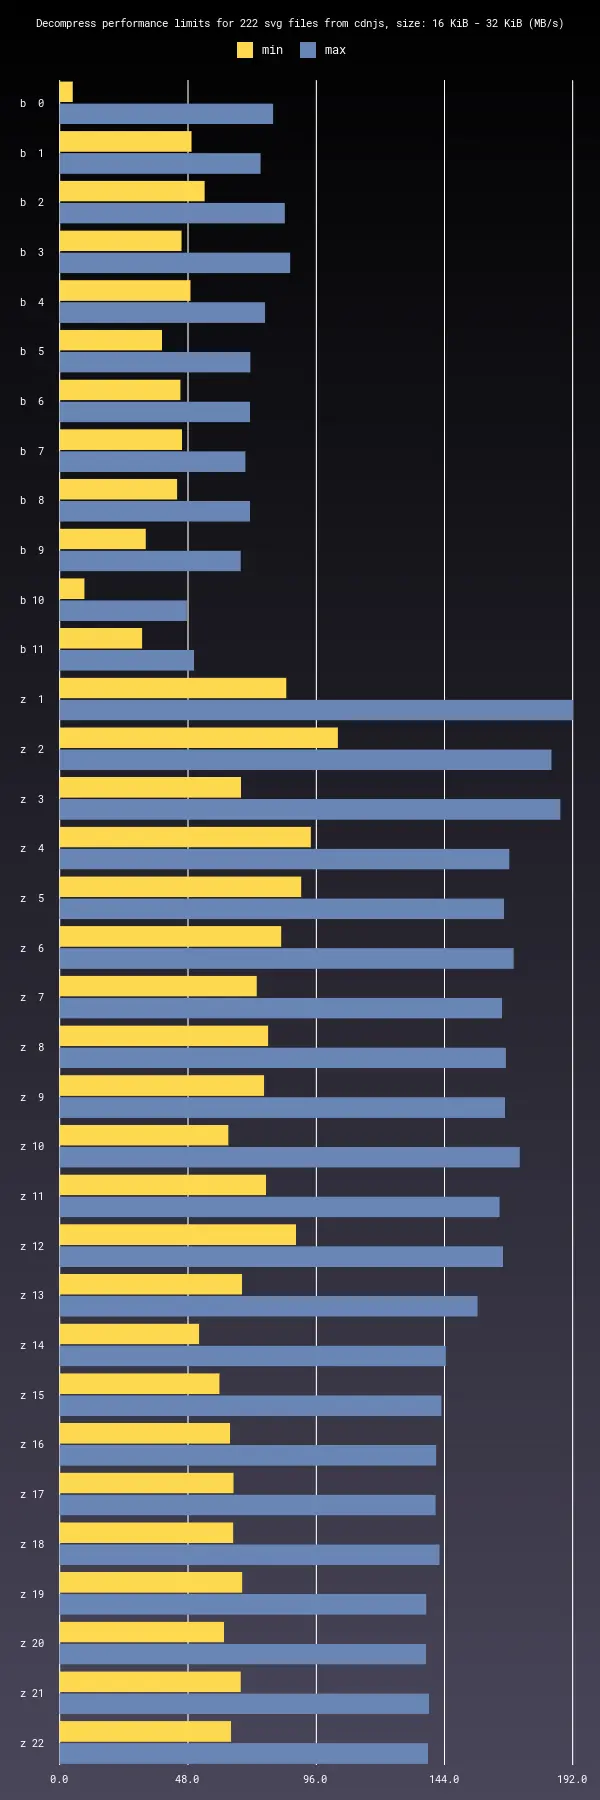 Decompress performance limits for 222 svg files from cdnjs, size: 16 KiB - 32 KiB (MB/s)
min max
b 0
b 1
b 2
b 3
b 4
b 5
b 6
b 7
b 8
b 9
b 10
b 11
z 1
z 2
z 3
z 4
z 5
z 6
z 7
z 8
z 9
z 10
z 11
z 12
z 13
z 14
z 15
z 16
z 17
z 18
z 19
z 20
z 21
z 22
0.0 48.0 96.0 144.0 192.0